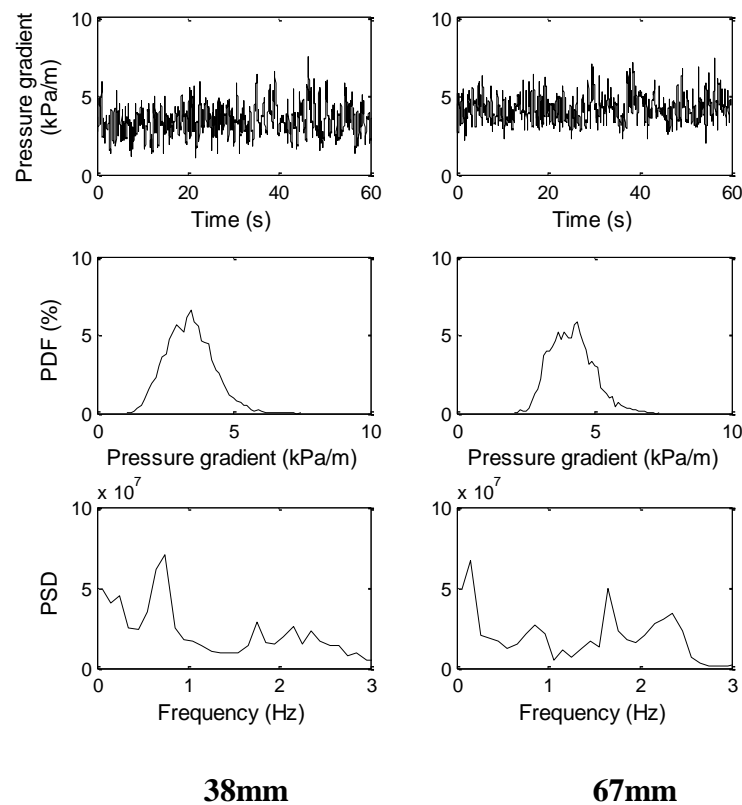 Pressure gradient
(kPa/m)
10
5
0
0 20 40 60
Time (s)
10
5
0
0 20 40 60
Time (s)
PDF (%)
10
5
0
0 5 10
Pressure gradient (kPa/m)
10
5
0
0 5 10
Pressure gradient (kPa/m)
PSD
x 10^7
10
5
0
0 1 2 3
Frequency (Hz)
x 10^7
10
5
0
0 1 2 3
Frequency (Hz)
38mm 67mm